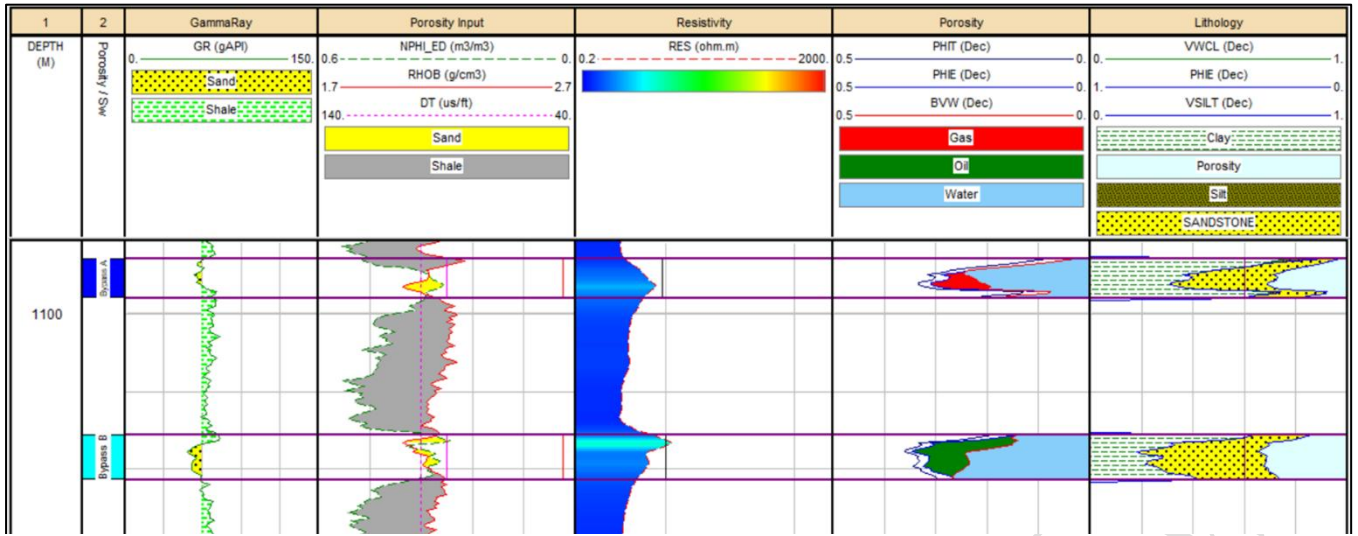 1 2 GammaRay Porosity Input Resistivity Porosity Lithology
DEPTH (M)
Porosity / Sw
GR (gAPI)
0. 150.
Sand
Shale
NPHI_ED (m3/m3)
0.6 0.
RHOB (g/cm3)
1.7 2.7
DT (us/ft)
140. 40.
Sand
Shale
RES (ohm.m)
0.2 2000.
PHIT (Dec)
0.5 0.
PHIE (Dec)
0.5 0.
BVW (Dec)
0.5 0.
Gas
Oil
Water
VWCL (Dec)
0. 1.
PHIE (Dec)
1. 0.
VSILT (Dec)
0. 1.
Clay
Porosity
Silt
SANDSTONE
Bypass A
1100
Bypass B